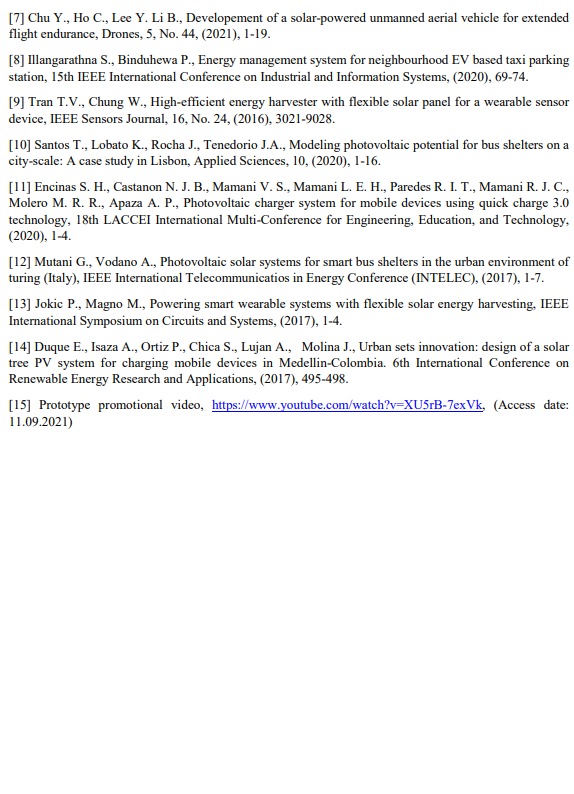 [7] Chu Y., Ho C., Lee Y. Li B., Developement of a solar-powered unmanned aerial vehicle for extended
flight endurance, Drones, 5, No. 44, (2021), 1-19.
[8] Illangarathna S., Binduhewa P., Energy management system for neighbourhood EV based taxi parking
station, 15th IEEE International Conference on Industrial and Information Systems, (2020), 69-74.
[9] Tran T.V., Chung W., High-efficient energy harvester with flexible solar panel for a wearable sensor
device, IEEE Sensors Journal, 16, No. 24, (2016), 3021-9028.
[10] Santos T., Lobato K., Rocha J., Tenedorio J.A., Modeling photovoltaic potential for bus shelters on a
city-scale: A case study in Lisbon, Applied Sciences, 10, (2020), 1-16.
[11] Encinas S. H., Castanon N. J. B., Mamani V. S., Mamani L. E. H., Paredes R. I. T., Mamani R. J. C.,
Molero M. R. R., Apaza A. P., Photovoltaic charger system for mobile devices using quick charge 3.0
technology, 18th LACCEI International Multi-Conference for Engineering, Education, and Technology,
(2020), 1-4.
[12] Mutani G., Vodano A., Photovoltaic solar systems for smart bus shelters in the urban environment of
turing (Italy), IEEE International Telecommunicatios in Energy Conference (INTELEC), (2017), 1-7.
[13] Jokic P., Magno M., Powering smart wearable systems with flexible solar energy harvesting, IEEE
International Symposium on Circuits and Systems, (2017), 1-4.
[14] Duque E., Isaza A., Ortiz P., Chica S., Lujan A., Molina J., Urban sets innovation: design of a solar
tree PV system for charging mobile devices in Medellin-Colombia. 6th International Conference on
Renewable Energy Research and Applications, (2017), 495-498.
[15] Prototype promotional video, https://www.youtube.com/watch?v=XU5rB-7exVk, (Access date:
11.09.2021)